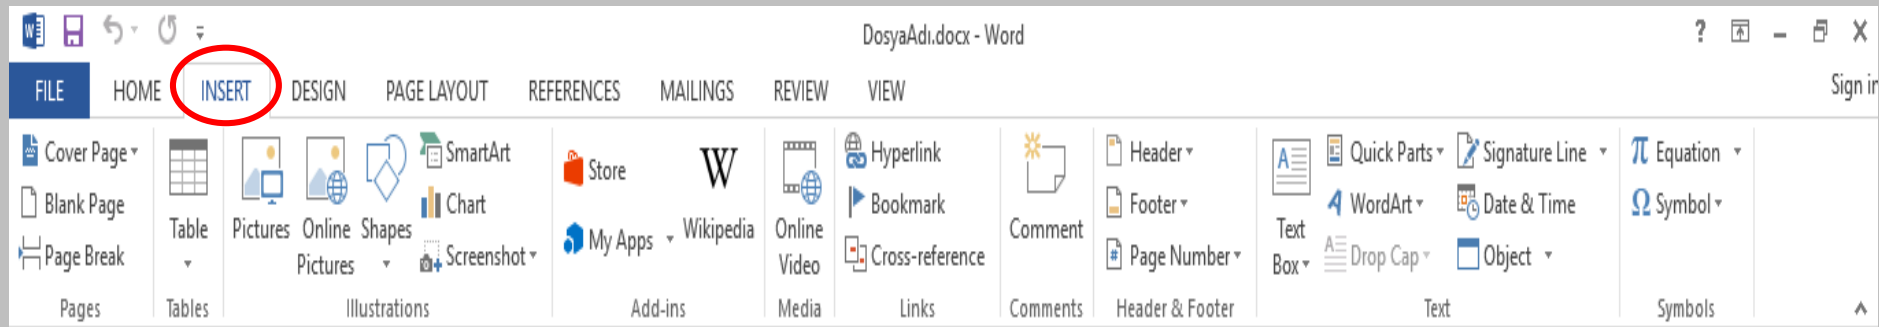 DosyaAdı.docx - Word
FILE HOME INSERT DESIGN PAGE LAYOUT REFERENCES MAILINGS REVIEW VIEW Sign in
Cover Page
Blank Page
Page Break
Pages
Table
Tables
Pictures
Online
Pictures
Shapes
SmartArt
Chart
Screenshot
Illustrations
Store
My Apps
W
Wikipedia
Add-ins
Online
Video
Media
Hyperlink
Bookmark
Cross-reference
Links
Comment
Comments
Header
Footer
Page Number
Header & Footer
Text
Box
Quick Parts
WordArt
Drop Cap
Signature Line
Date & Time
Object
Text
π Equation
Ω Symbol
Symbols